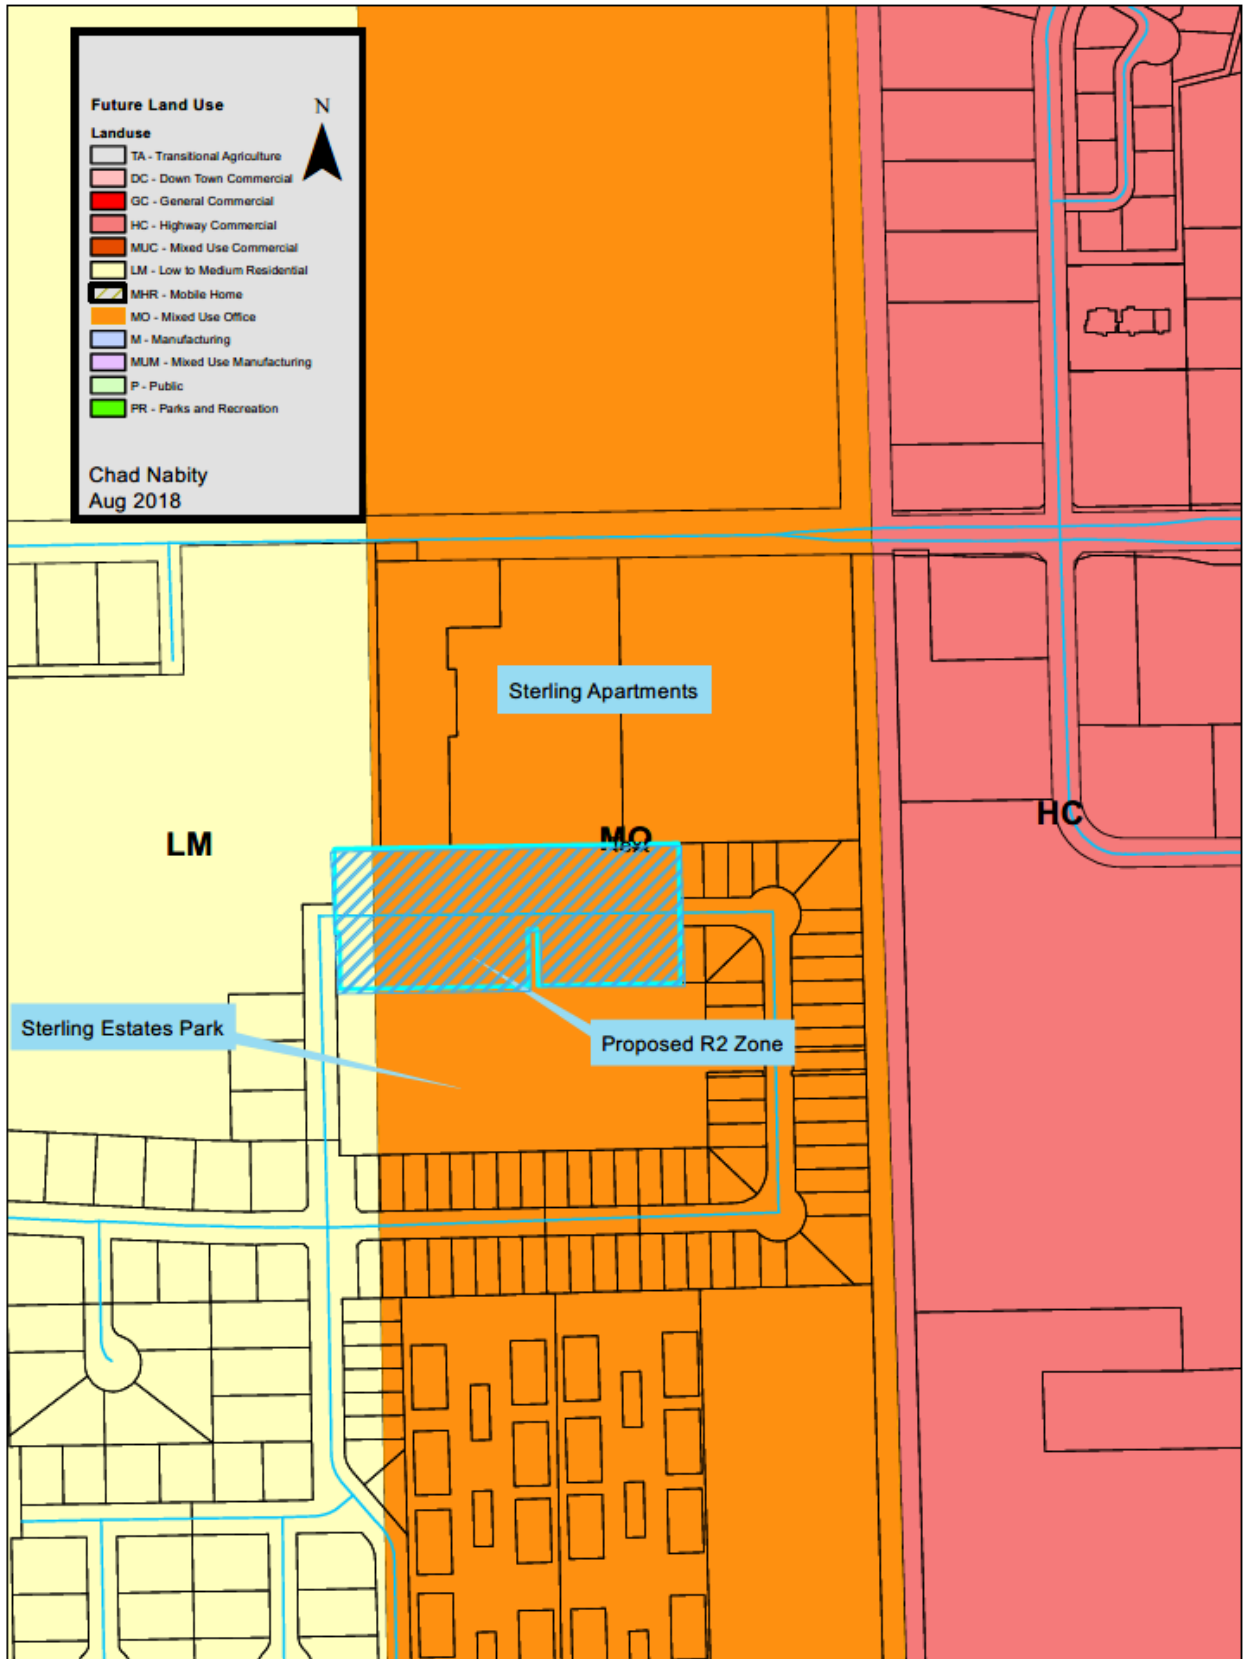 Future Land Use
N
Landuse
TA - Transitional Agriculture
DC - Down Town Commercial
GC - General Commercial
HC - Highway Commercial
MUC - Mixed Use Commercial
LM - Low to Medium Residential
MHR - Mobile Home
MO - Mixed Use Office
M - Manufacturing
MUM - Mixed Use Manufacturing
P - Public
PR - Parks and Recreation
Chad Nabity
Aug 2018
Sterling Apartments
HC
MO
Text
LM
Sterling Estates Park
Proposed R2 Zone